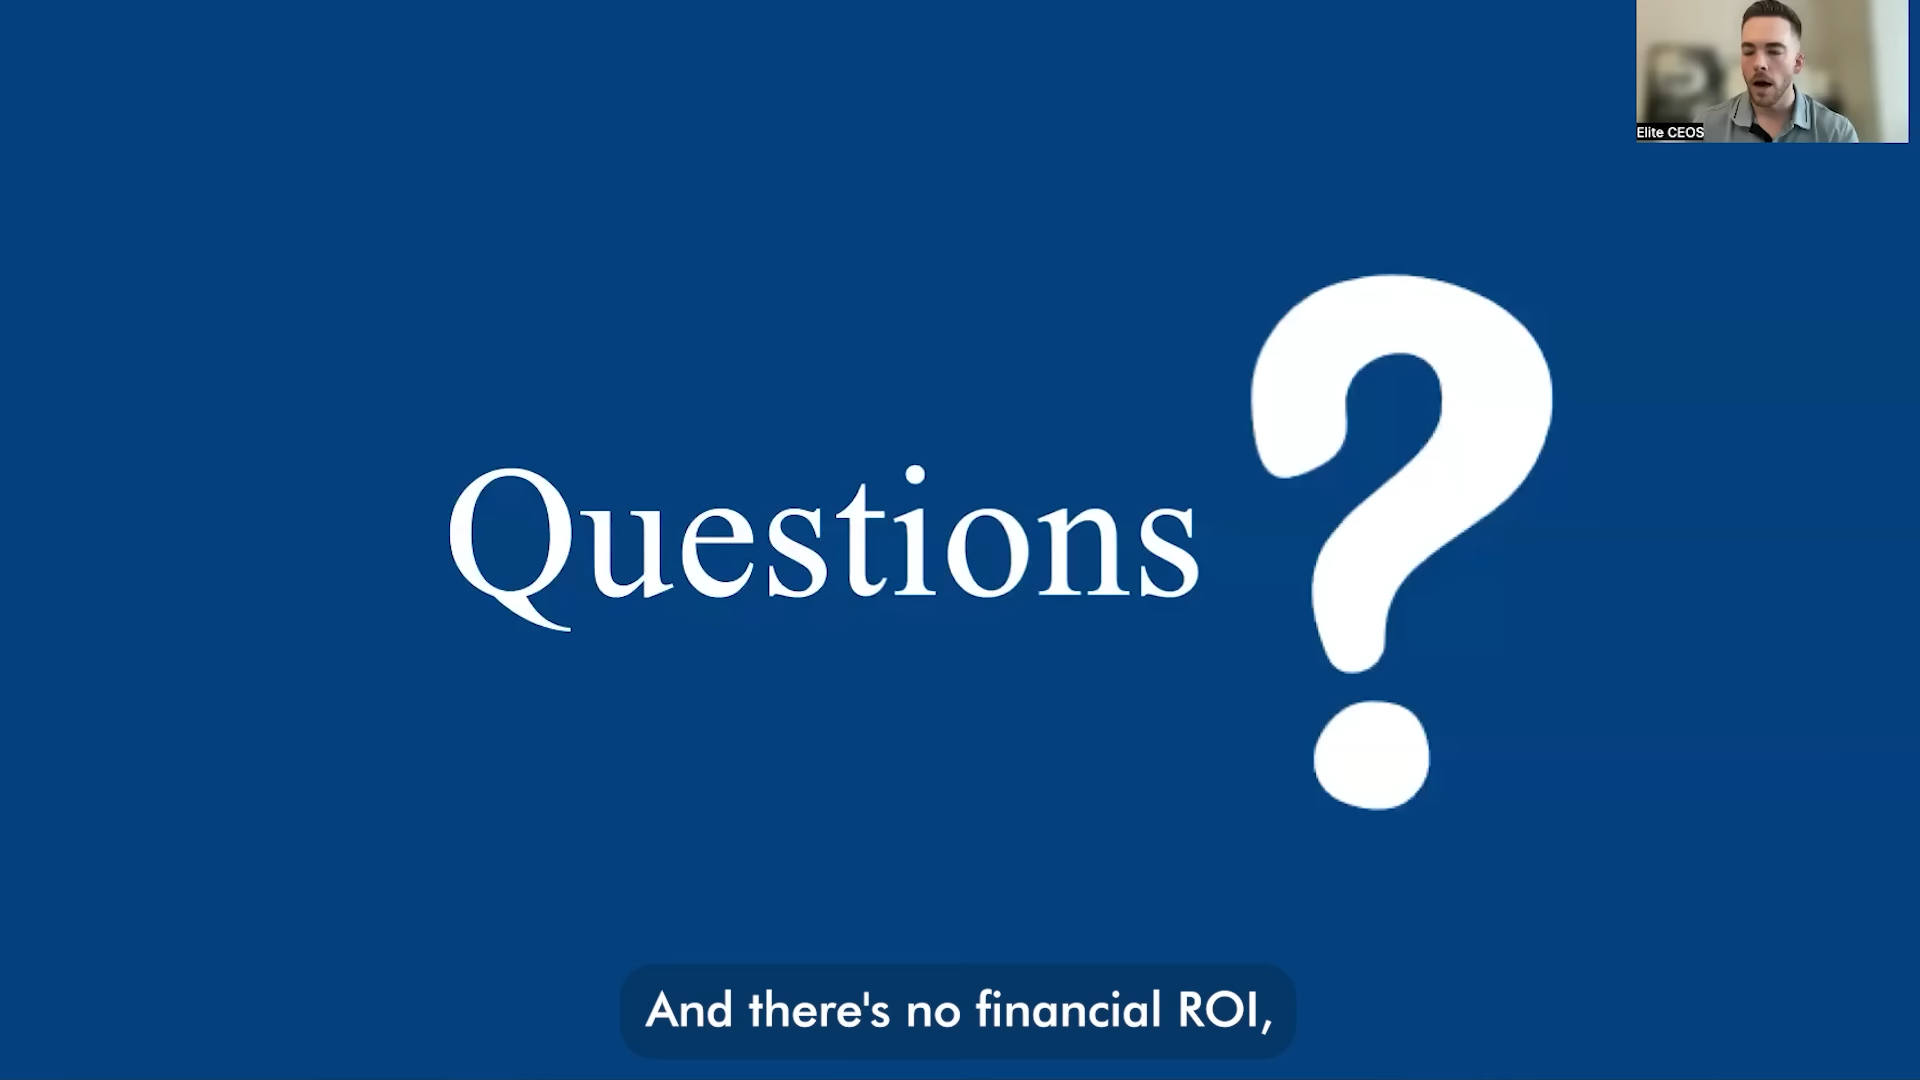 Elite CEOS
Questions ?
And there's no financial ROI,